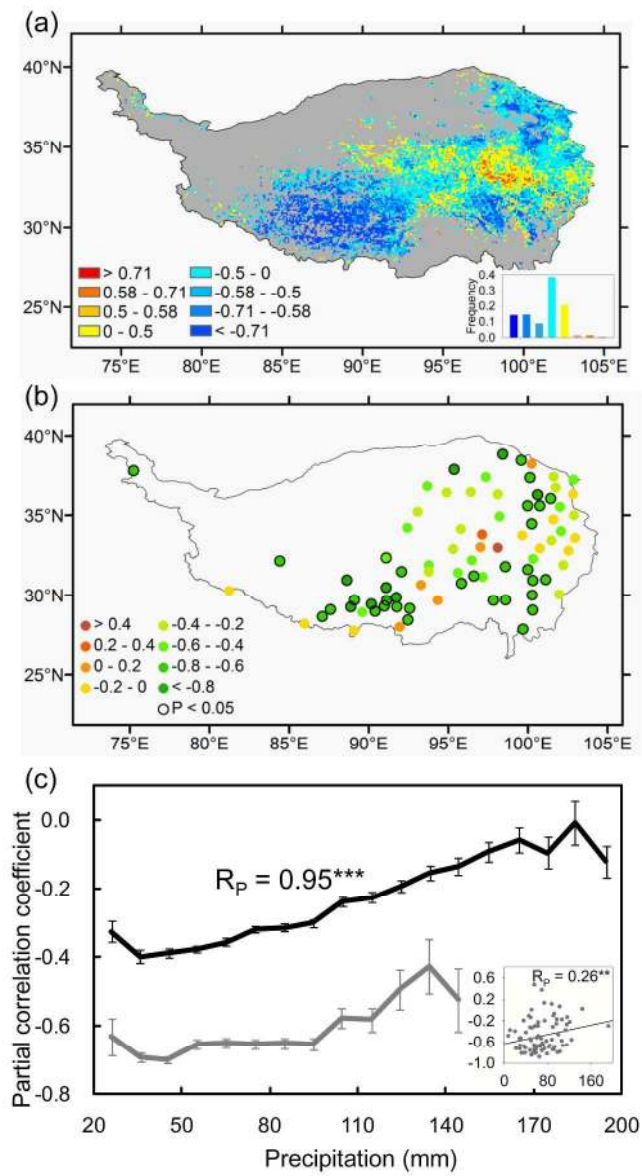 (a)
40°N
35°N
30°N
25°N
> 0.71
0.58 - 0.71
0.5 - 0.58
0 - 0.5
-0.5 - 0
-0.58 - -0.5
-0.71 - -0.58
< -0.71
Frequency
0.4
0.3
0.2
0.1
0.0
75°E 80°E 85°E 90°E 95°E 100°E 105°E
(b)
40°N
35°N
30°N
25°N
> 0.4
0.2 - 0.4
0 - 0.2
-0.2 - 0
-0.4 - -0.2
-0.6 - -0.4
-0.8 - -0.6
< -0.8
P < 0.05
75°E 80°E 85°E 90°E 95°E 100°E 105°E
(c)
Partial correlation coefficient
0.0
-0.2
-0.4
-0.6
-0.8
R_P = 0.95***
R_P = 0.26**
0.6
0.2
-0.2
-0.6
-1.0
0 80 160
20 50 80 110 140 170 200
Precipitation (mm)